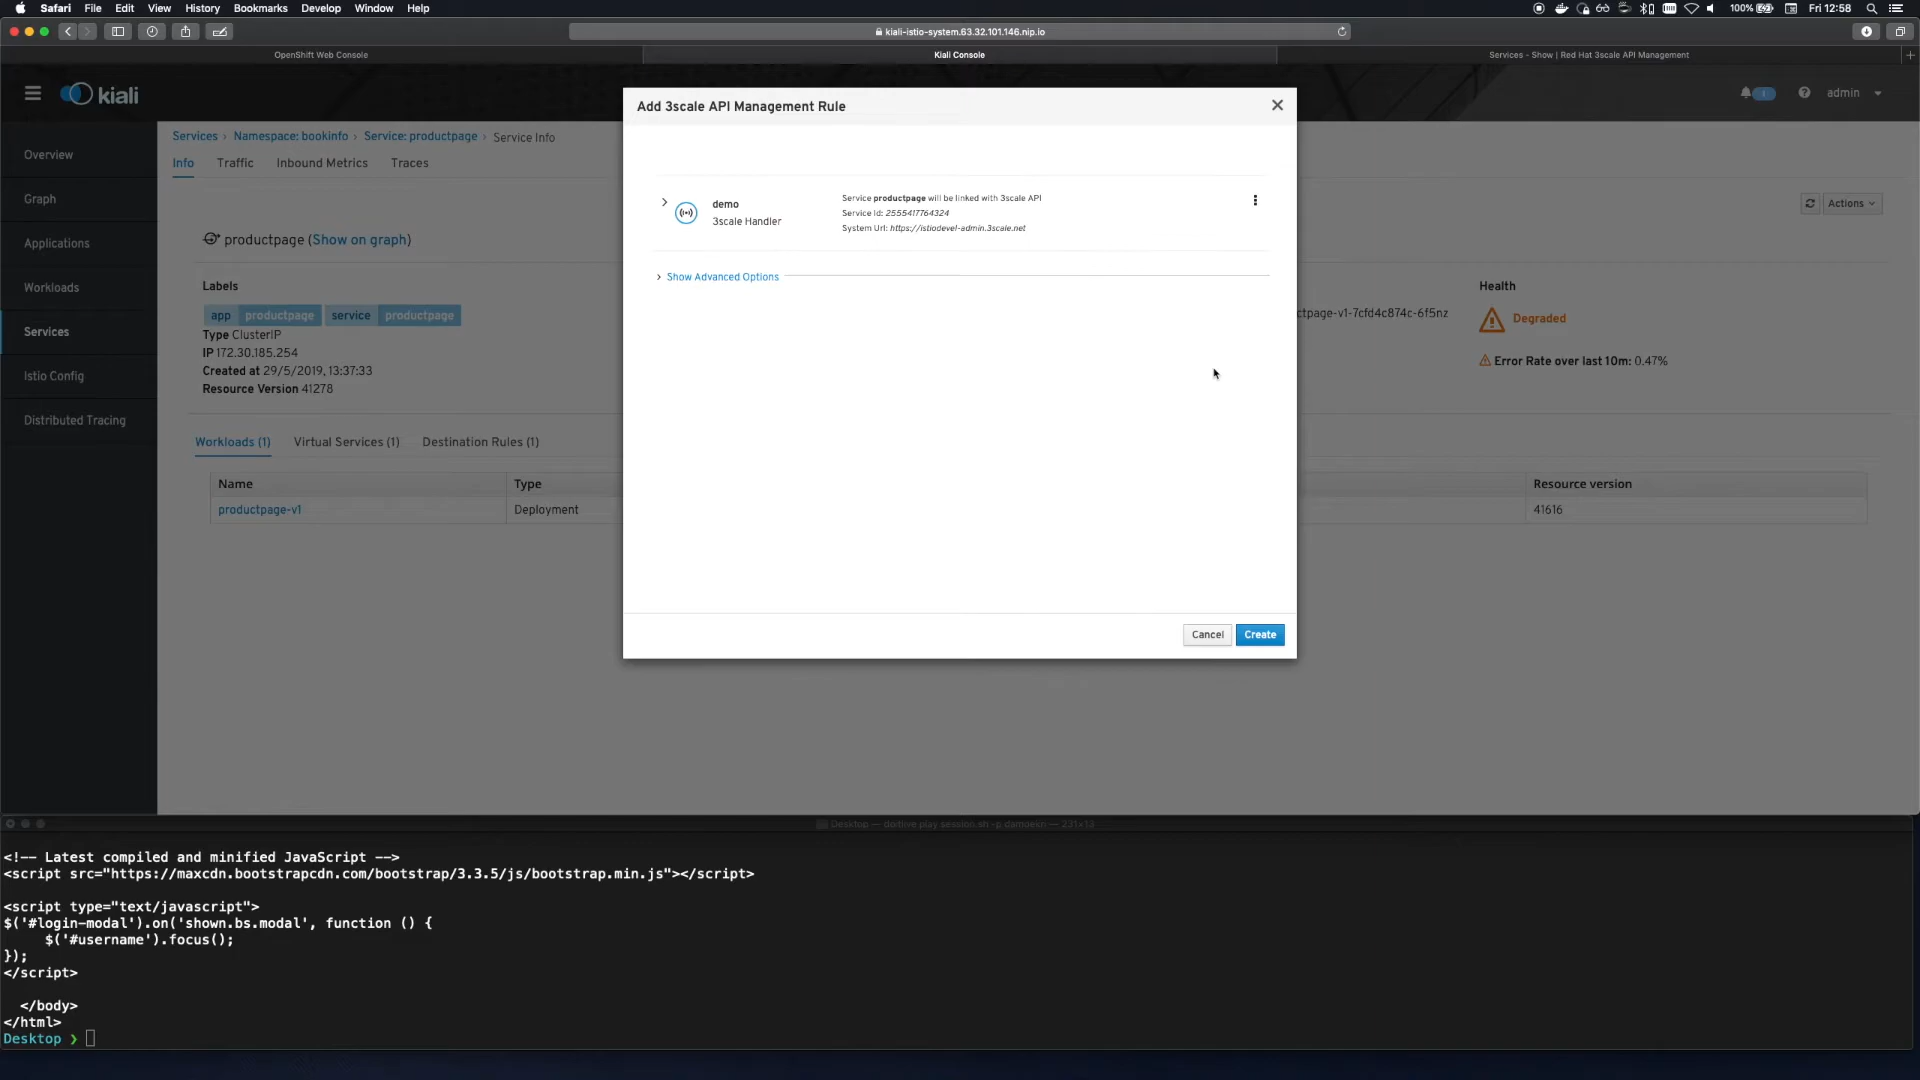 Safari File Edit View History Bookmarks Develop Window Help
100% Fri 12:58
kiali-istio-system.63.32.101.146.nip.io
OpenShift Web Console
Kiali Console
Services - Show | Red Hat 3scale API Management
kiali
admin
Overview
Graph
Applications
Workloads
Services
Istio Config
Distributed Tracing
Services › Namespace: bookinfo › Service: productpage › Service Info
Info Traffic Inbound Metrics Traces
Actions
productpage (Show on graph)
Labels
app productpage service productpage
Type ClusterIP
IP 172.30.185.254
Created at 29/5/2019, 13:37:33
Resource Version 41278
ctpage-v1-7cfd4c874c-6f5nz
Health
Degraded
Error Rate over last 10m: 0.47%
Workloads (1) Virtual Services (1) Destination Rules (1)
Name Type Resource version
productpage-v1 Deployment 41616
Add 3scale API Management Rule
demo
3scale Handler
Service productpage will be linked with 3scale API
Service Id: 2555417764324
System Url: https://istiodevel-admin.3scale.net
Show Advanced Options
Cancel Create
Desktop — doitlive play session.sh -p damoekri — 231×13
<!-- Latest compiled and minified JavaScript -->
<script src="https://maxcdn.bootstrapcdn.com/bootstrap/3.3.5/js/bootstrap.min.js"></script>
<script type="text/javascript">
$('#login-modal').on('shown.bs.modal', function () {
$('#username').focus();
});
</script>
</body>
</html>
Desktop ❯